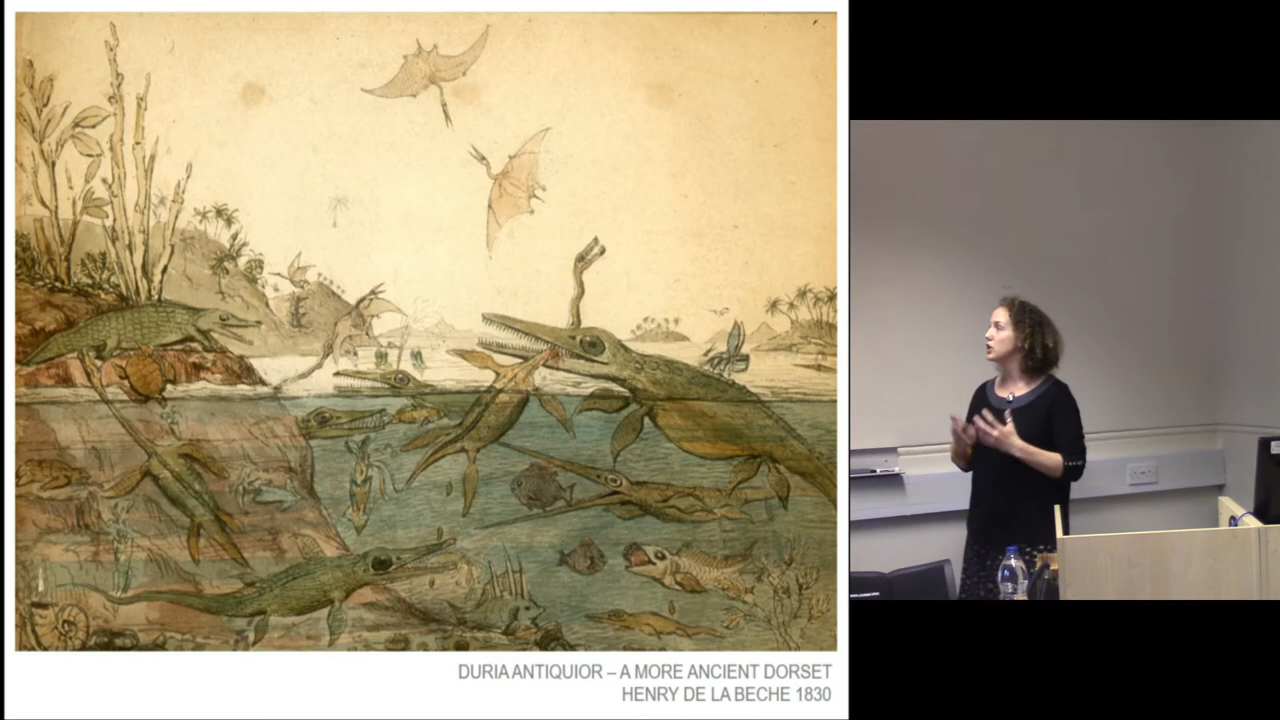 DURIA ANTIQUIOR – A MORE ANCIENT DORSET
HENRY DE LA BECHE 1830